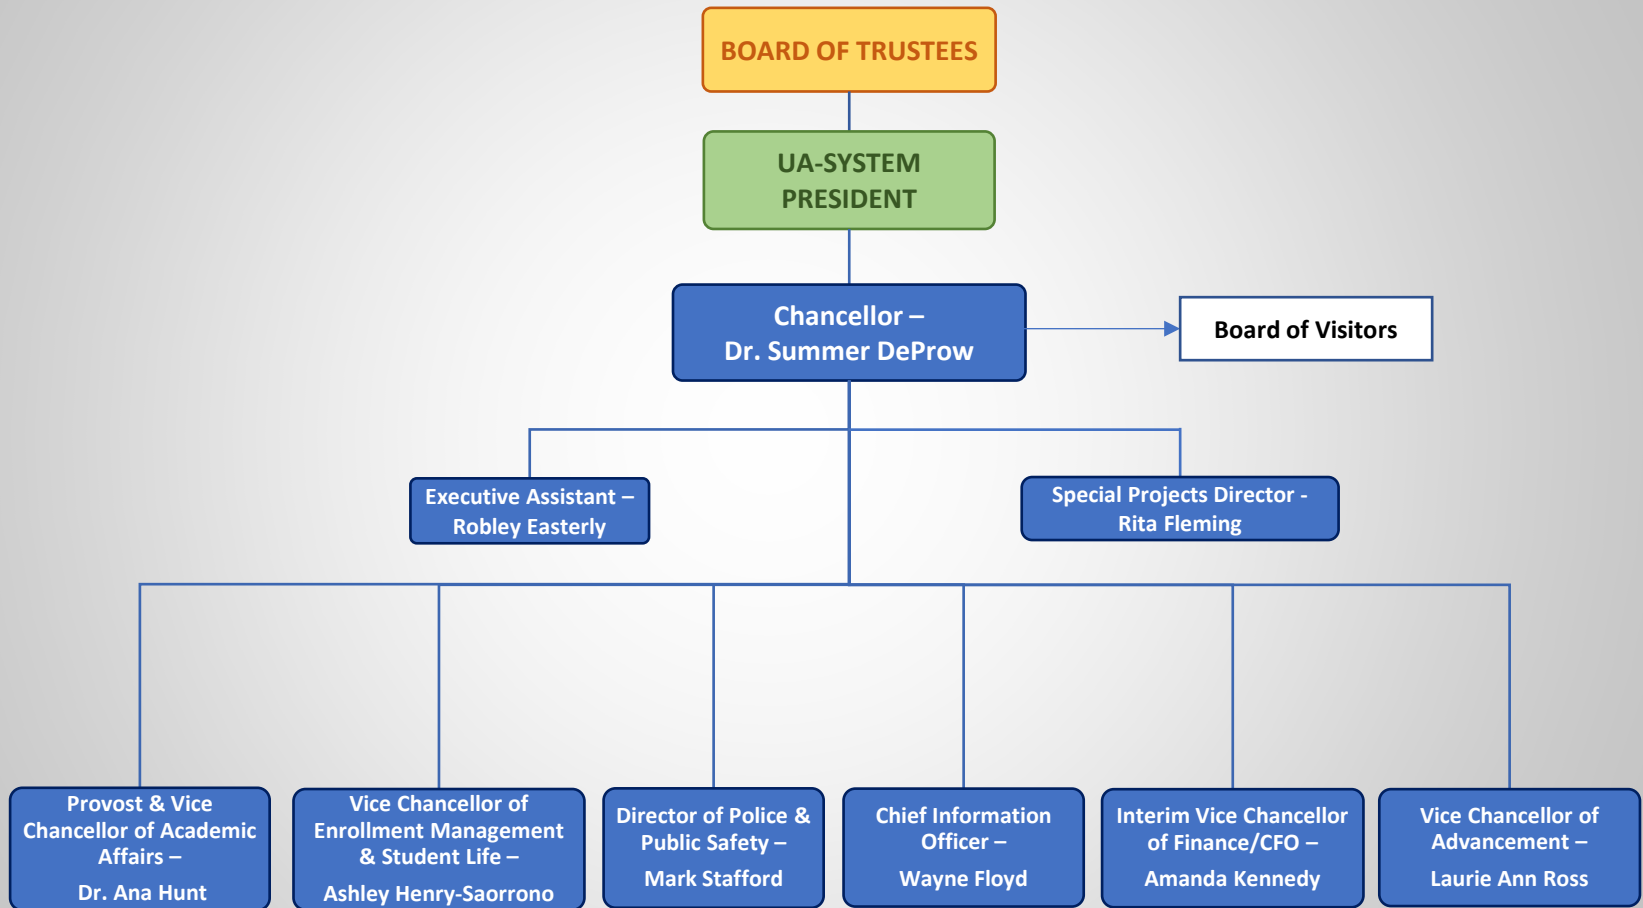 BOARD OF TRUSTEES
UA-SYSTEM
PRESIDENT
Chancellor –
Dr. Summer DeProw
Board of Visitors
Executive Assistant –
Robley Easterly
Special Projects Director -
Rita Fleming
Provost & Vice
Chancellor of Academic
Affairs –
Dr. Ana Hunt
Vice Chancellor of
Enrollment Management
& Student Life –
Ashley Henry-Saorrono
Director of Police &
Public Safety –
Mark Stafford
Chief Information
Officer –
Wayne Floyd
Interim Vice Chancellor
of Finance/CFO –
Amanda Kennedy
Vice Chancellor of
Advancement –
Laurie Ann Ross